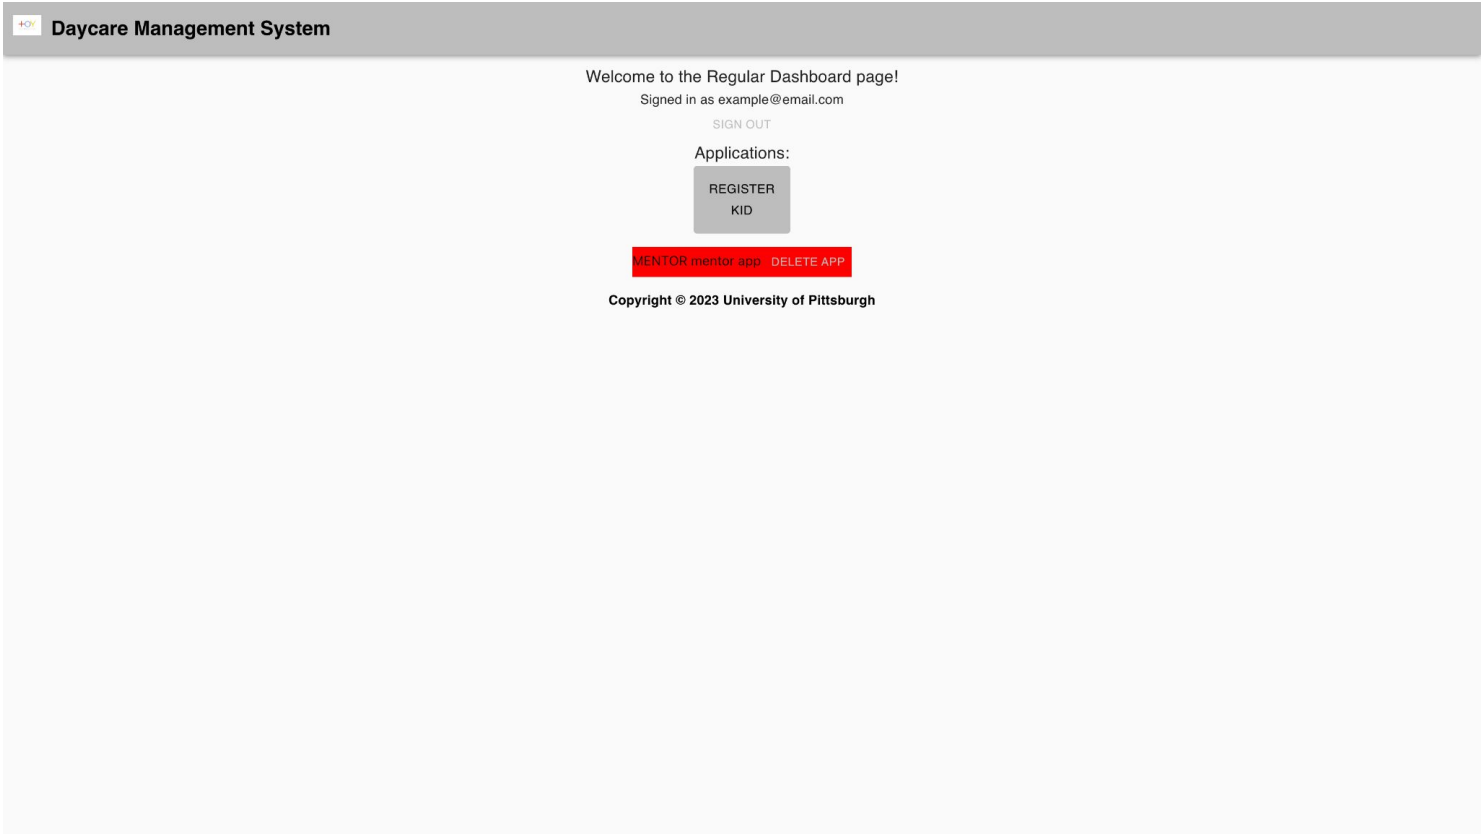 Daycare Management System
Welcome to the Regular Dashboard page!
Signed in as example@email.com
SIGN OUT
Applications:
REGISTER
KID
MENTOR mentor app DELETE APP
Copyright © 2023 University of Pittsburgh